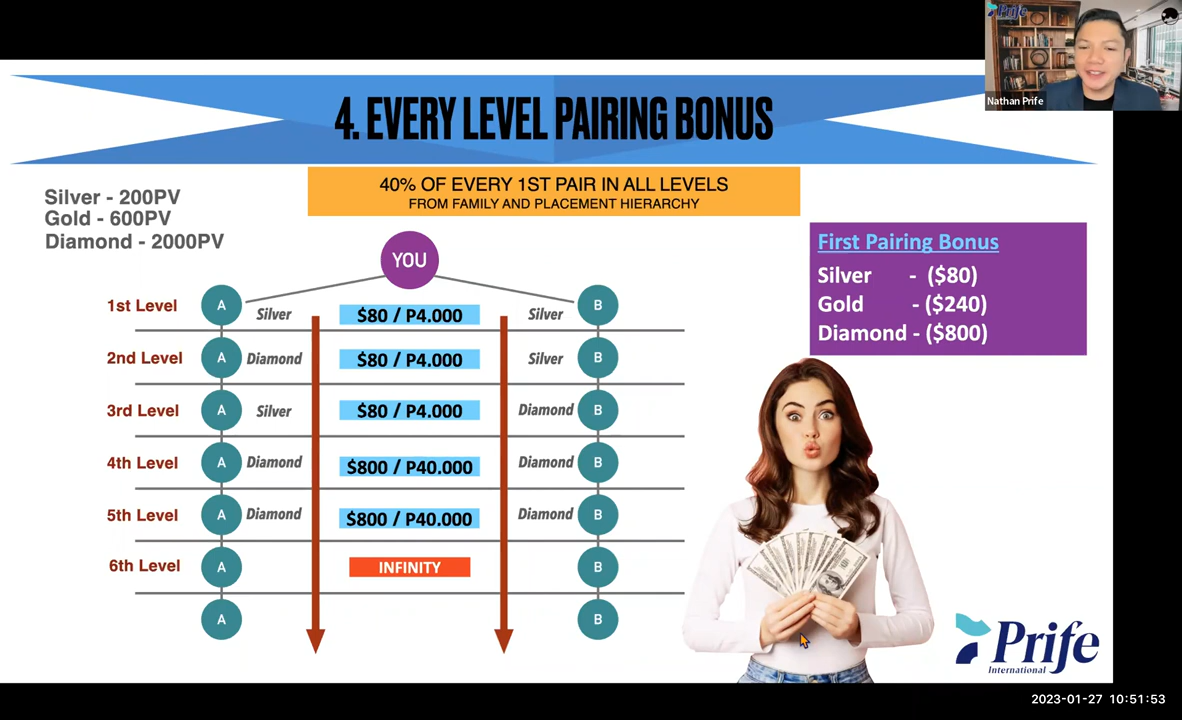 Prife
Nathan Prife
4. EVERY LEVEL PAIRING BONUS
40% OF EVERY 1ST PAIR IN ALL LEVELS
FROM FAMILY AND PLACEMENT HIERARCHY
Silver - 200PV
Gold - 600PV
Diamond - 2000PV
First Pairing Bonus
Silver - ($80)
Gold - ($240)
Diamond - ($800)
YOU
1st Level A Silver $80 / P4.000 Silver B
2nd Level A Diamond $80 / P4.000 Silver B
3rd Level A Silver $80 / P4.000 Diamond B
4th Level A Diamond $800 / P40.000 Diamond B
5th Level A Diamond $800 / P40.000 Diamond B
6th Level A INFINITY B
A B
Prife
International
2023-01-27 10:51:53